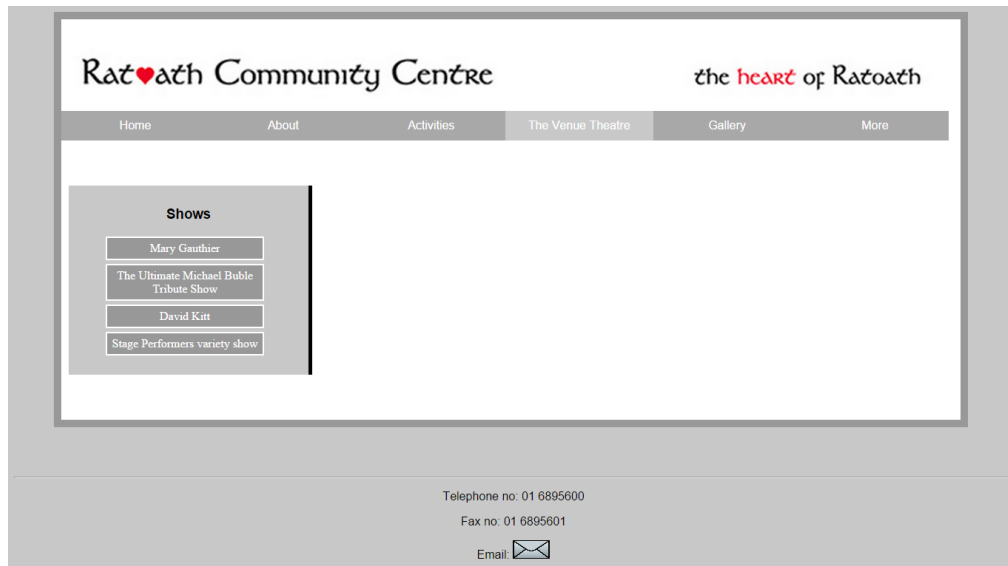 Ratoath Community Centre
the heart of Ratoath
Home About Activities The Venue Theatre Gallery More
Shows
Mary Gauthier
The Ultimate Michael Buble
Tribute Show
David Kitt
Stage Performers variety show
Telephone no: 01 6895600
Fax no: 01 6895601
Email: